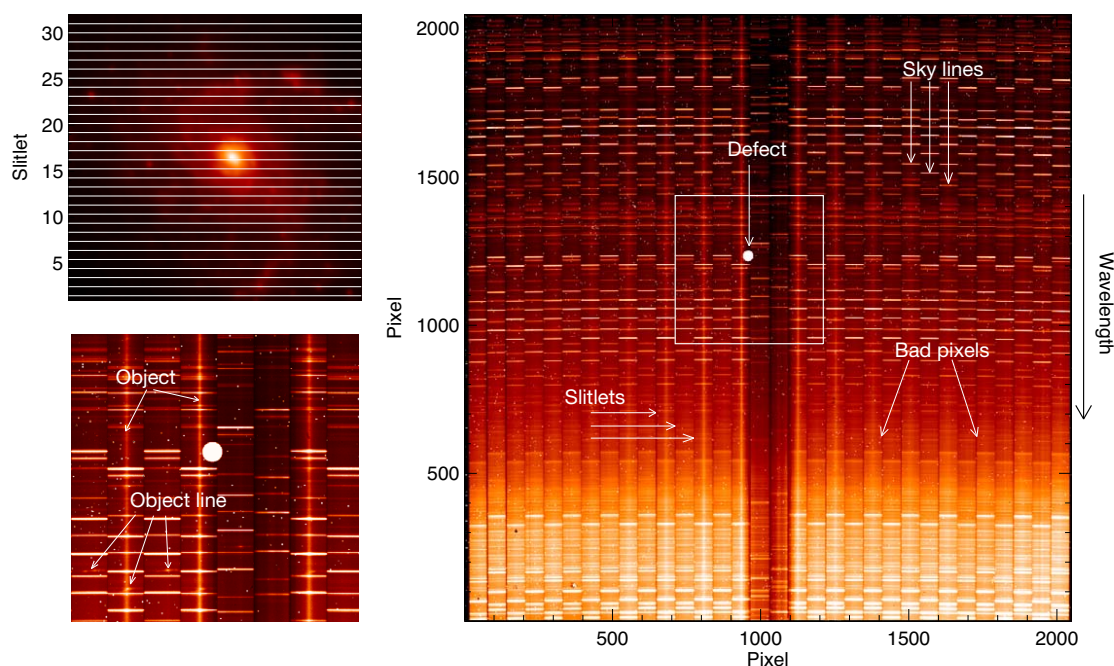 30
25
20
15
10
5
Slitlet
Object
Object line
2000
1500
1000
500
Pixel
Sky lines
Defect
Bad pixels
Slitlets
Wavelength
500
1000
1500
2000
Pixel